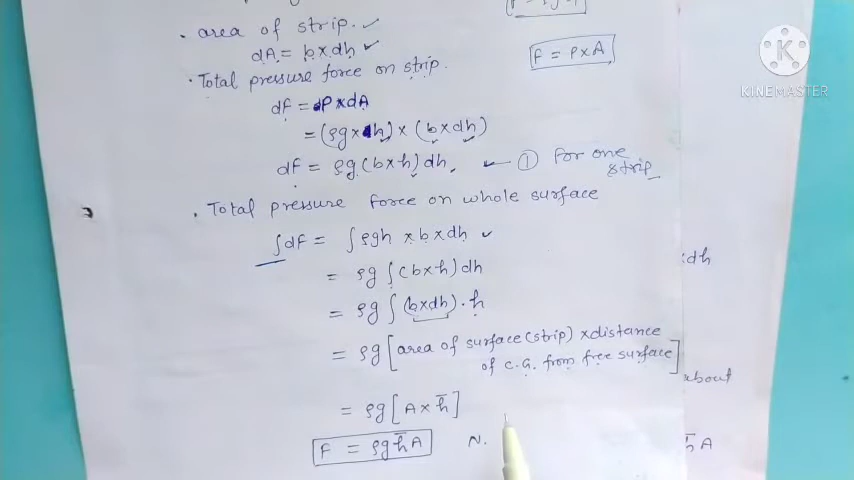 • area of strip.
dA = b x dh
• Total pressure force on strip.
dF = dP x dA
= (ρg x h) x (b x dh)
dF = ρg (b x h) dh. — ① for one strip
F = P x A
K
KINEMASTER
• Total pressure force on whole surface
∫dF = ∫ρgh x b x dh
= ρg ∫(b x h) dh
= ρg ∫(b x dh) · h
= ρg [area of surface (strip) x distance
of C.G. from free surface]
= ρg [A x h̄]
F = ρgh̄A N.
dh
about
h̄ A